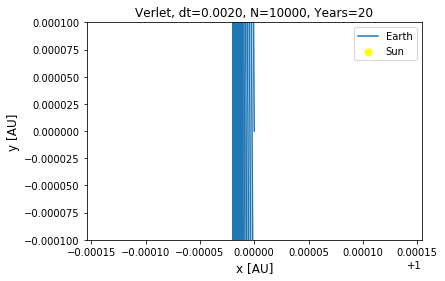 Verlet, dt=0.0020, N=10000, Years=20
0.000100
0.000075
0.000050
0.000025
0.000000
−0.000025
−0.000050
−0.000075
−0.000100
y [AU]
Earth
Sun
−0.00015 −0.00010 −0.00005 0.00000 0.00005 0.00010 0.00015
+1
x [AU]